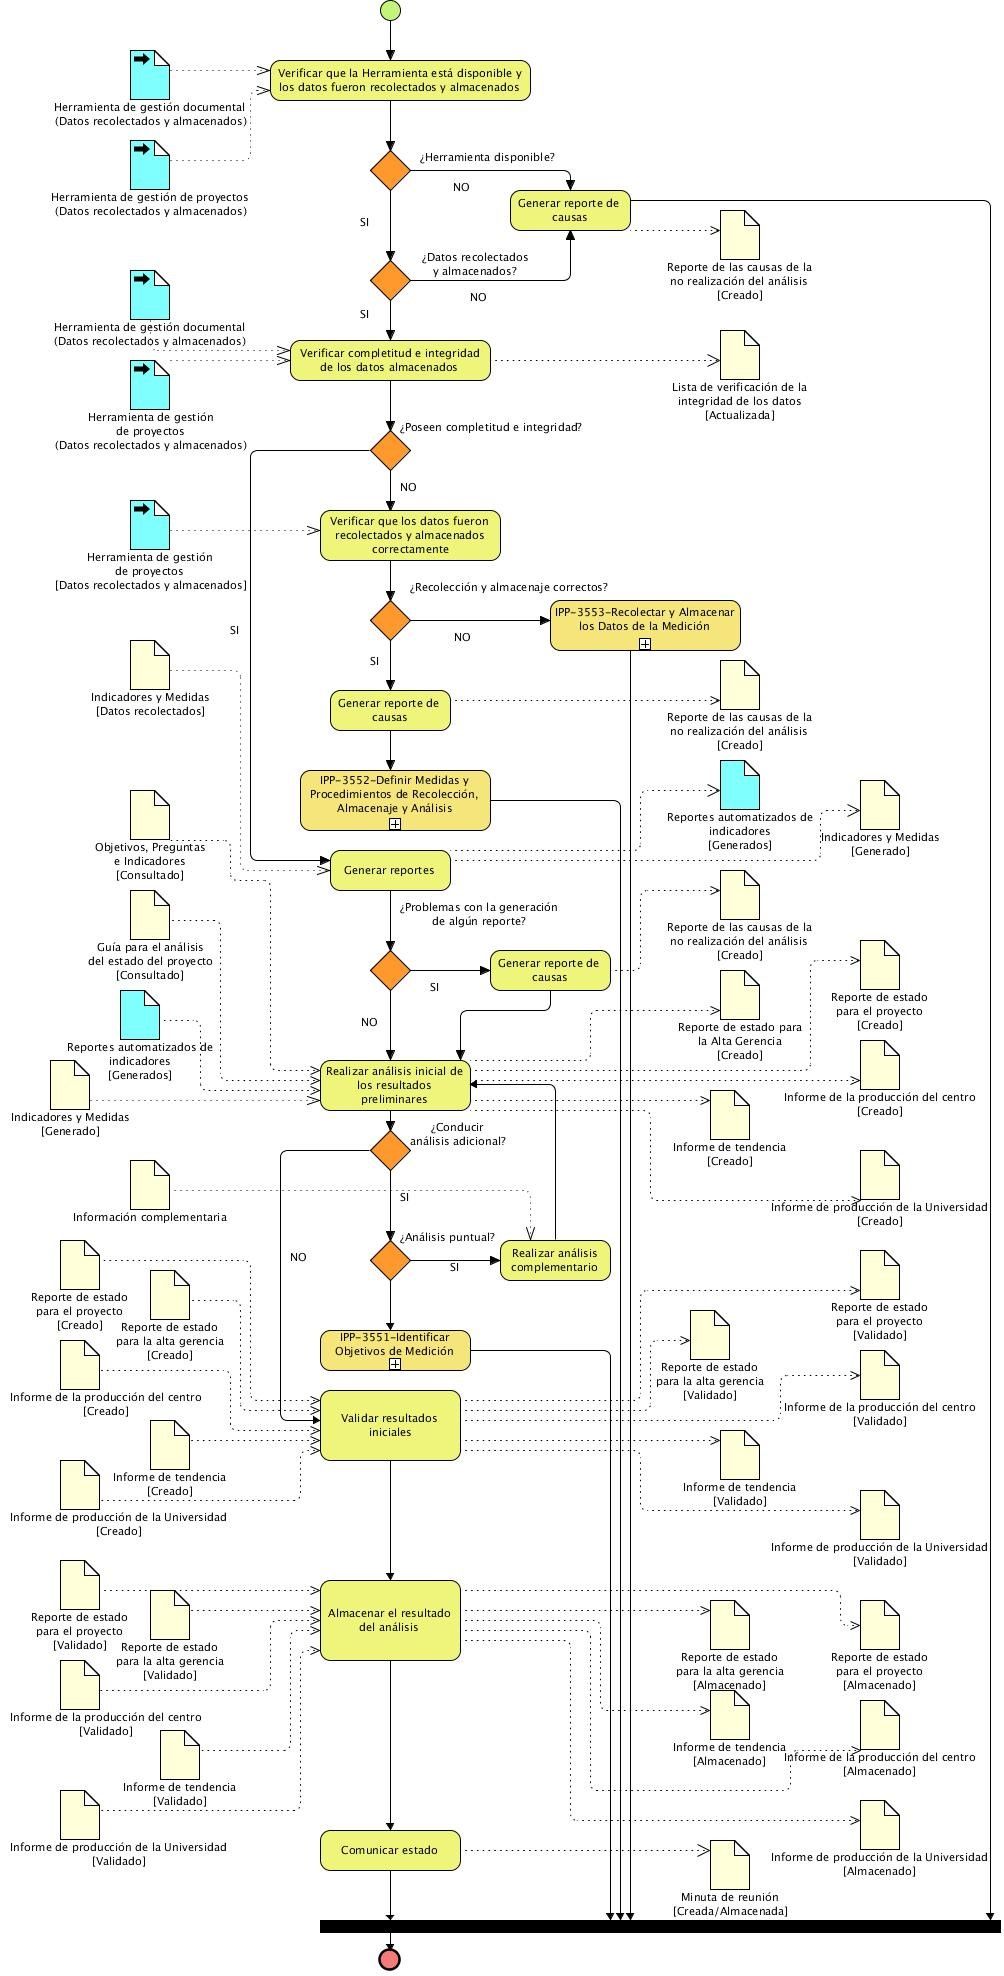 Verificar que la Herramienta está disponible y
los datos fueron recolectados y almacenados
Herramienta de gestión documental
(Datos recolectados y almacenados)
¿Herramienta disponible?
NO
Herramienta de gestión de proyectos
(Datos recolectados y almacenados)
Generar reporte de
causas
SI
¿Datos recolectados
y almacenados?
NO
Reporte de las causas de la
no realización del análisis
[Creado]
SI
Herramienta de gestión documental
(Datos recolectados y almacenados)
Verificar completitud e integridad
de los datos almacenados
Lista de verificación de la
integridad de los datos
[Actualizada]
Herramienta de gestión
de proyectos
(Datos recolectados y almacenados)
¿Poseen completitud e integridad?
NO
Verificar que los datos fueron
recolectados y almacenados
correctamente
Herramienta de gestión
de proyectos
[Datos recolectados y almacenados]
¿Recolección y almacenaje correctos?
IPP-3553-Recolectar y Almacenar
los Datos de la Medición
SI
NO
SI
Indicadores y Medidas
[Datos recolectados]
Generar reporte de
causas
Reporte de las causas de la
no realización del análisis
[Creado]
IPP-3552-Definir Medidas y
Procedimientos de Recolección,
Almacenaje y Análisis
Reportes automatizados de
indicadores
[Generados]
Indicadores y Medidas
[Generado]
Objetivos, Preguntas
e Indicadores
[Consultado]
Generar reportes
¿Problemas con la generación
de algún reporte?
Reporte de las causas de la
no realización del análisis
[Creado]
Guía para el análisis
del estado del proyecto
[Consultado]
Generar reporte de
causas
SI
NO
Reporte de estado
para el proyecto
[Creado]
Reporte de estado para
la Alta Gerencia
[Creado]
Reportes automatizados de
indicadores
[Generados]
Realizar análisis inicial de
los resultados
preliminares
Informe de la producción del centro
[Creado]
Indicadores y Medidas
[Generado]
¿Conducir
análisis adicional?
Informe de tendencia
[Creado]
SI
Información complementaria
Informe de producción de la Universidad
[Creado]
¿Análisis puntual?
SI
NO
Realizar análisis
complementario
Reporte de estado
para el proyecto
[Creado]
Reporte de estado
para la alta gerencia
[Creado]
Reporte de estado
para el proyecto
[Validado]
IPP-3551-Identificar
Objetivos de Medición
Reporte de estado
para la alta gerencia
[Validado]
Informe de la producción del centro
[Creado]
Informe de la producción del centro
[Validado]
Validar resultados
iniciales
Informe de tendencia
[Creado]
Informe de tendencia
[Validado]
Informe de producción de la Universidad
[Creado]
Informe de producción de la Universidad
[Validado]
Reporte de estado
para el proyecto
[Validado]
Reporte de estado
para la alta gerencia
[Validado]
Almacenar el resultado
del análisis
Reporte de estado
para la alta gerencia
[Almacenado]
Reporte de estado
para el proyecto
[Almacenado]
Informe de la producción del centro
[Validado]
Informe de tendencia
[Almacenado]
Informe de la producción del centro
[Almacenado]
Informe de tendencia
[Validado]
Informe de producción de la Universidad
[Validado]
Comunicar estado
Informe de producción de la Universidad
[Almacenado]
Minuta de reunión
[Creada/Almacenada]